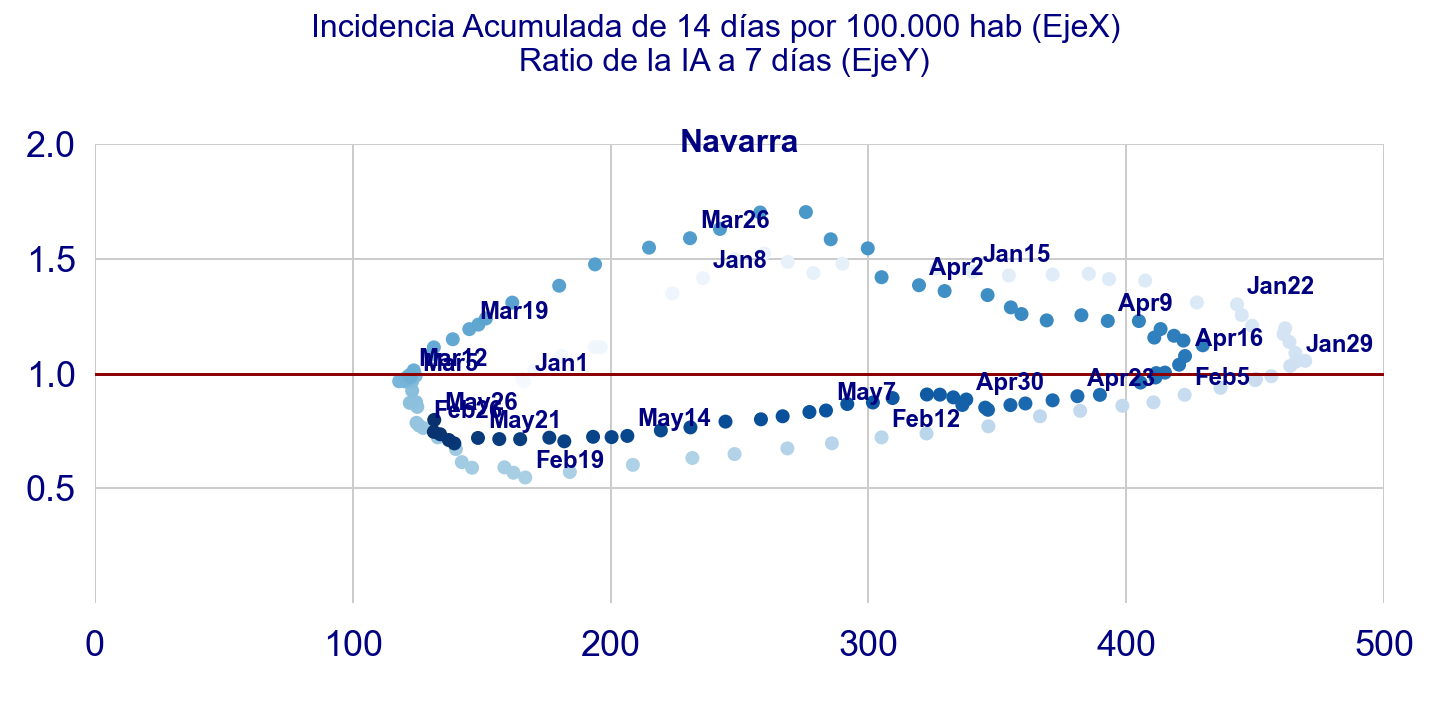 Incidencia Acumulada de 14 días por 100.000 hab (EjeX)
Ratio de la IA a 7 días (EjeY)
Navarra
2.0
1.5
1.0
0.5
Mar26
Jan8
Apr2
Jan15
Jan22
Mar19
Apr9
Apr16
Jan29
Mar12
Mar5
Jan1
Apr23
Feb5
Apr30
May7
May26
Feb26
May21
May14
Feb12
Feb19
0
100
200
300
400
500